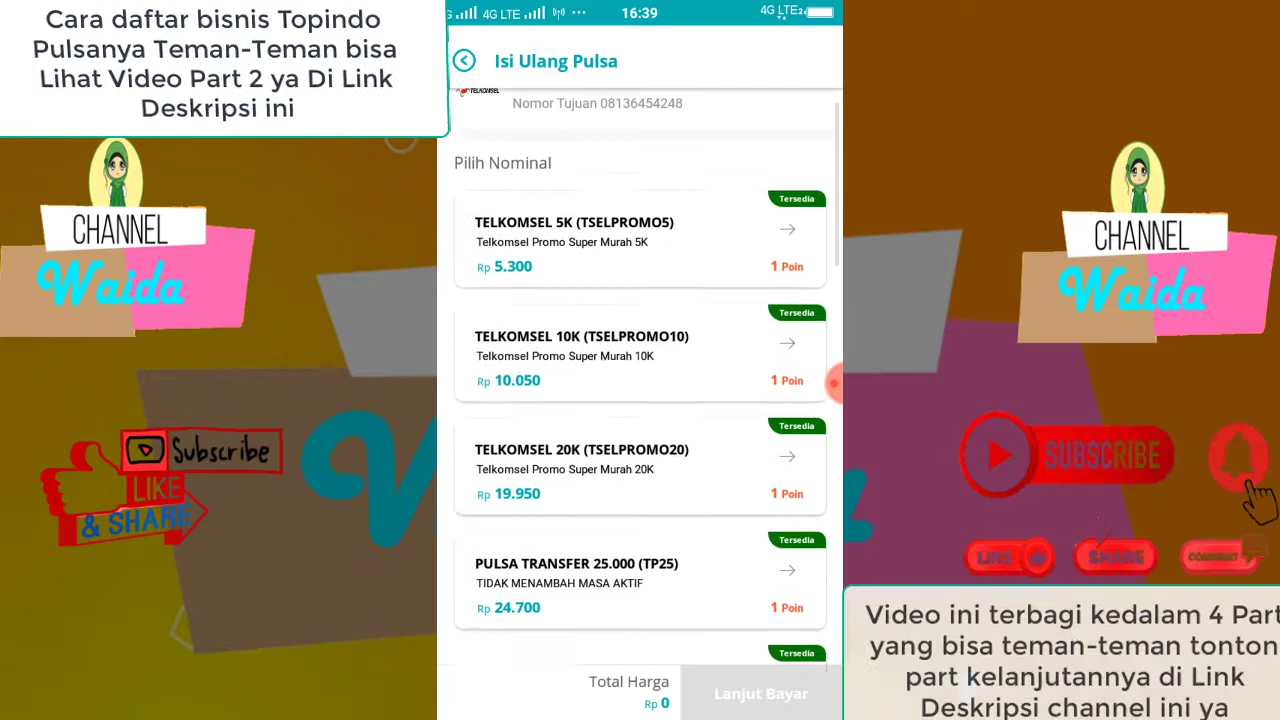 Cara daftar bisnis Topindo
Pulsanya Teman-Teman bisa
Lihat Video Part 2 ya Di Link
Deskripsi ini
CHANNEL
Waida
Subscribe
LIKE
& SHARE
4G LTE
16:39
4G LTE2
Isi Ulang Pulsa
TELKOMSEL
Nomor Tujuan 08136454248
Pilih Nominal
Tersedia
TELKOMSEL 5K (TSELPROMO5)
Telkomsel Promo Super Murah 5K
Rp 5.300
1 Poin
Tersedia
TELKOMSEL 10K (TSELPROMO10)
Telkomsel Promo Super Murah 10K
Rp 10.050
1 Poin
Tersedia
TELKOMSEL 20K (TSELPROMO20)
Telkomsel Promo Super Murah 20K
Rp 19.950
1 Poin
Tersedia
PULSA TRANSFER 25.000 (TP25)
TIDAK MENAMBAH MASA AKTIF
Rp 24.700
1 Poin
Tersedia
Total Harga
Rp 0
Lanjut Bayar
CHANNEL
Waida
SUBSCRIBE
LIKE
SHARE
COMMENT
Video ini terbagi kedalam 4 Part
yang bisa teman-teman tonton
part kelanjutannya di Link
Deskripsi channel ini ya